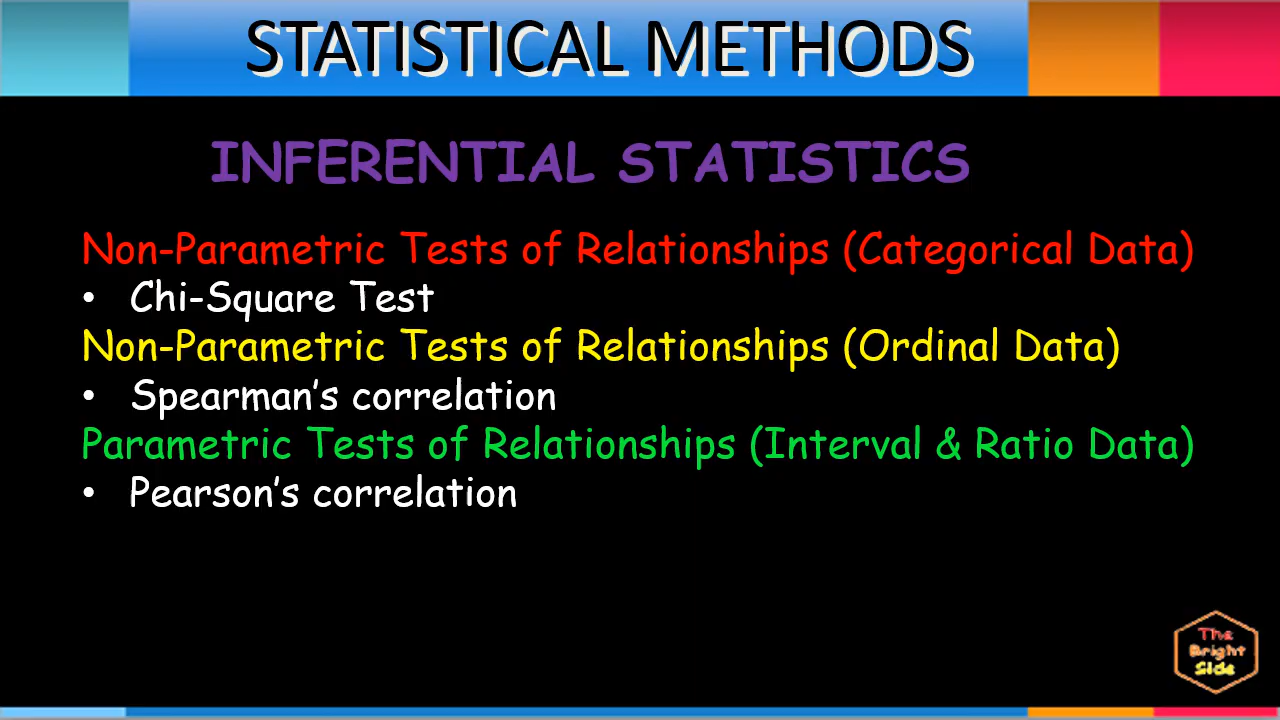 STATISTICAL METHODS
INFERENTIAL STATISTICS
Non-Parametric Tests of Relationships (Categorical Data)
• Chi-Square Test
Non-Parametric Tests of Relationships (Ordinal Data)
• Spearman’s correlation
Parametric Tests of Relationships (Interval & Ratio Data)
• Pearson’s correlation
The
Bright
Side